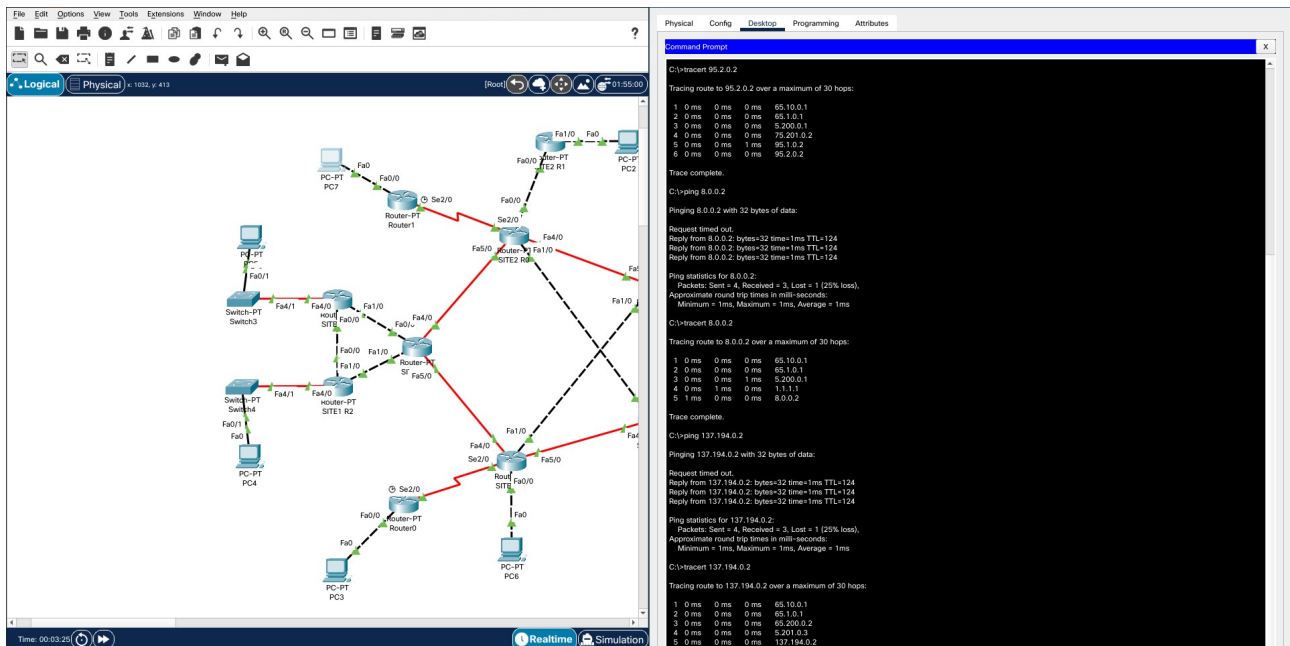 File Edit Options View Tools Extensions Window Help
?
Logical Physical x: 1032, y: 413 [Root] 01:55:00
Fa1/0 Fa0
Fa0/0
TE2 R1
PC2
Fa0
PC-PT
PC7
Fa0/0
Se2/0
Router-PT
Router1
Fa0/0
Se2/0
Fa4/0
Fa5/0 Fa1/0
SITE2
Fa0/1
Fa1/0
Switch-PT
Switch3
Fa4/1 Fa4/0 Fa1/0
Fa0/0
Fa4/0
Fa0/0 Fa1/0
Fa1/0
Router-PT
Fa5/0
Switch-PT
Switch4
Fa4/1 Fa4/0
Router-PT
SITE1 R2
Fa0/1
Fa0
PC-PT
PC4
Fa1/0
Fa4/0
Se2/0 Fa5/0
Fa0/0
Se2/0
Fa0/0
Router-PT
Router0
Fa0
Fa0
PC-PT
PC6
PC-PT
PC3
Time: 00:03:25 Realtime Simulation
Physical Config Desktop Programming Attributes
Command Prompt X
C:\>tracert 95.2.0.2
Tracing route to 95.2.0.2 over a maximum of 30 hops:
1 0 ms 0 ms 0 ms 65.10.0.1
2 0 ms 0 ms 0 ms 65.1.0.1
3 0 ms 0 ms 0 ms 5.200.0.1
4 0 ms 0 ms 0 ms 75.201.0.2
5 0 ms 0 ms 1 ms 95.1.0.2
6 0 ms 0 ms 0 ms 95.2.0.2
Trace complete.
C:\>ping 8.0.0.2
Pinging 8.0.0.2 with 32 bytes of data:
Request timed out.
Reply from 8.0.0.2: bytes=32 time=1ms TTL=124
Reply from 8.0.0.2: bytes=32 time=1ms TTL=124
Reply from 8.0.0.2: bytes=32 time=1ms TTL=124
Ping statistics for 8.0.0.2:
Packets: Sent = 4, Received = 3, Lost = 1 (25% loss),
Approximate round trip times in milli-seconds:
Minimum = 1ms, Maximum = 1ms, Average = 1ms
C:\>tracert 8.0.0.2
Tracing route to 8.0.0.2 over a maximum of 30 hops:
1 0 ms 0 ms 0 ms 65.10.0.1
2 0 ms 0 ms 0 ms 65.1.0.1
3 0 ms 0 ms 1 ms 5.200.0.1
4 0 ms 1 ms 0 ms 1.1.1.1
5 1 ms 0 ms 0 ms 8.0.0.2
Trace complete.
C:\>ping 137.194.0.2
Pinging 137.194.0.2 with 32 bytes of data:
Request timed out.
Reply from 137.194.0.2: bytes=32 time=1ms TTL=124
Reply from 137.194.0.2: bytes=32 time=1ms TTL=124
Reply from 137.194.0.2: bytes=32 time=1ms TTL=124
Ping statistics for 137.194.0.2:
Packets: Sent = 4, Received = 3, Lost = 1 (25% loss),
Approximate round trip times in milli-seconds:
Minimum = 1ms, Maximum = 1ms, Average = 1ms
C:\>tracert 137.194.0.2
Tracing route to 137.194.0.2 over a maximum of 30 hops:
1 0 ms 0 ms 0 ms 65.10.0.1
2 0 ms 0 ms 0 ms 65.1.0.1
3 0 ms 0 ms 0 ms 65.200.0.2
4 0 ms 0 ms 0 ms 5.201.0.3
5 0 ms 0 ms 0 ms 137.194.0.2